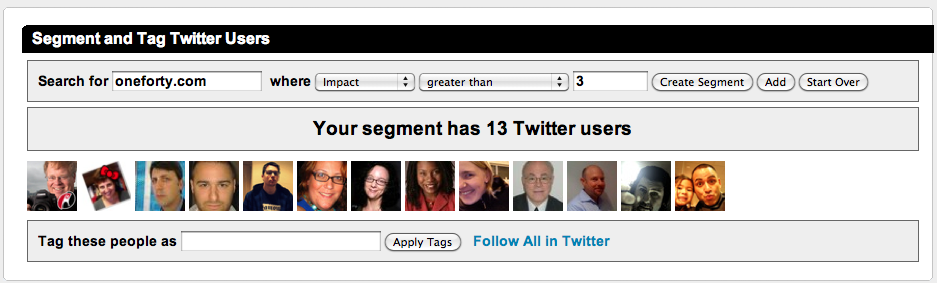 Segment and Tag Twitter Users
Search for oneforty.com where Impact greater than 3 Create Segment Add Start Over
Your segment has 13 Twitter users
Tag these people as Apply Tags Follow All in Twitter